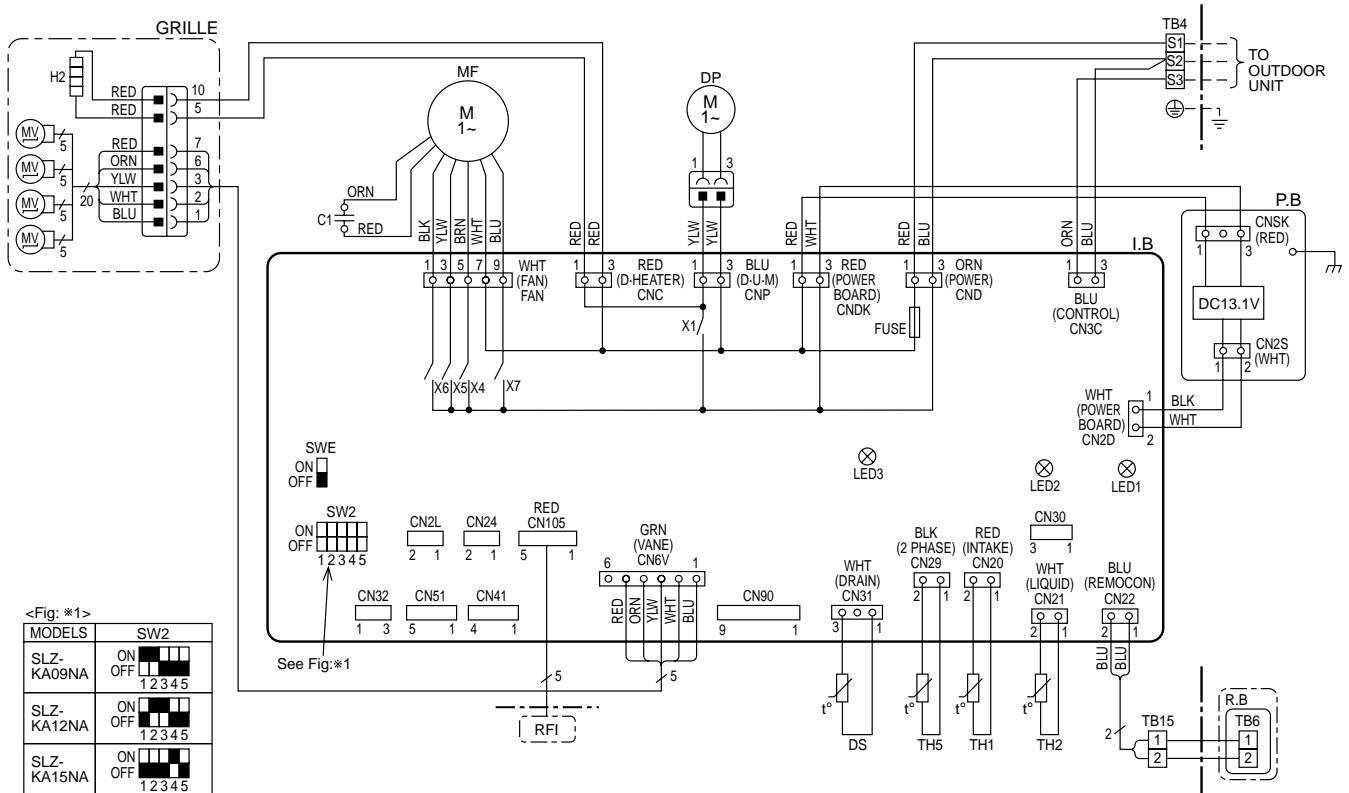 GRILLE
H2
RED 10
RED 5
MV 5
MV 5
MV 5
MV 5
20
RED 7
ORN 6
YLW 3
WHT 2
BLU 1
MF
M
1~
C1
ORN
RED
BLK YLW BRN WHT BLU
1 3 5 7 9
WHT
(FAN)
FAN
RED RED
1 3
RED
(D-HEATER)
CNC
DP
M
1~
1 3
YLW YLW
1 3
BLU
(D-U-M)
CNP
RED WHT
1 3
RED
(POWER
BOARD)
CNDK
RED BLU
1 3
ORN
(POWER)
CND
ORN BLU
1 3
BLU
(CONTROL)
CN3C
I.B
TB4
S1
S2
S3
TO
OUTDOOR
UNIT
P.B
CNSK
(RED)
1 3
DC13.1V
CN2S
(WHT)
1 2
X1
FUSE
X6 X5 X4 X7
WHT
(POWER
BOARD)
CN2D
1
2
BLK
WHT
LED3
LED2
LED1
SWE
ON
OFF
SW2
ON
OFF
1 2 3 4 5
See Fig:※1
CN2L
2 1
CN24
2 1
RED
CN105
5 1
CN32
1 3
CN51
5 1
CN41
4 1
GRN
(VANE)
CN6V
6 1
RED ORN YLW WHT BLU
5
5
RFI
CN90
9 1
WHT
(DRAIN)
CN31
3 1
BLK
(2 PHASE)
CN29
2 1
RED
(INTAKE)
CN20
2 1
CN30
3 1
WHT
(LIQUID)
CN21
2 1
BLU
(REMOCON)
CN22
2 1
BLU BLU
t° t° t° t°
DS TH5 TH1 TH2
2
TB15
1
2
R.B
TB6
1
2
<Fig: ※1>
MODELS SW2
SLZ-
KA09NA
ON
OFF
1 2 3 4 5
SLZ-
KA12NA
ON
OFF
1 2 3 4 5
SLZ-
KA15NA
ON
OFF
1 2 3 4 5